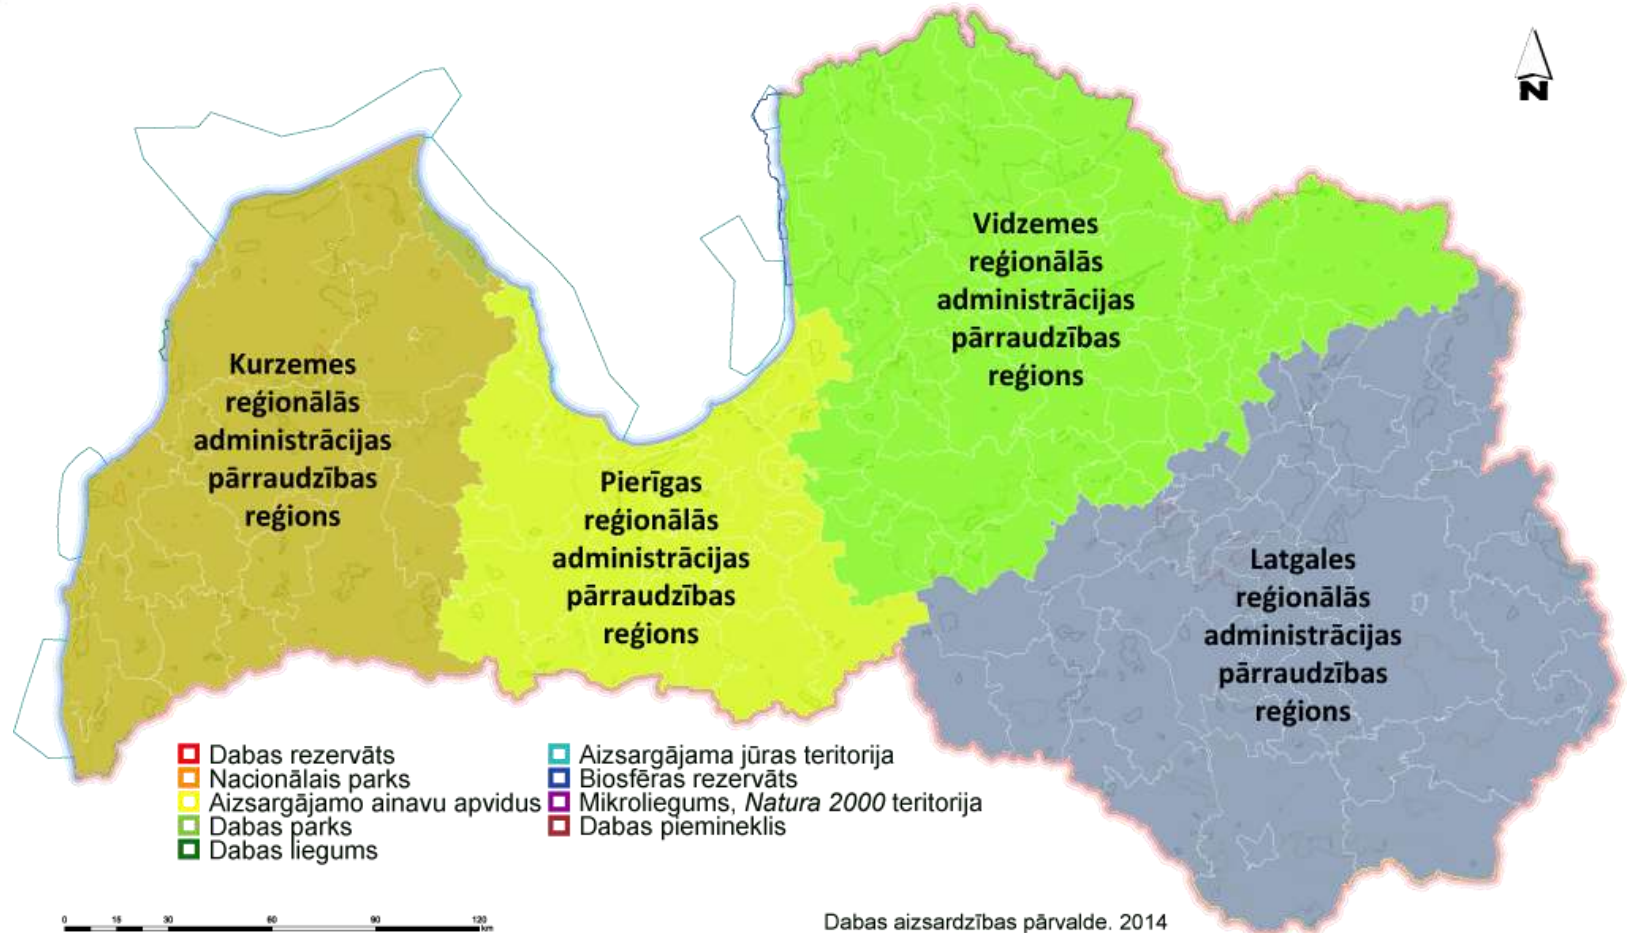 N
Vidzemes
reģionālās
administrācijas
pārraudzības
reģions
Kurzemes
reģionālās
administrācijas
pārraudzības
reģions
Pierīgas
reģionālās
administrācijas
pārraudzības
reģions
Latgales
reģionālās
administrācijas
pārraudzības
reģions
Dabas rezervāts
Nacionālais parks
Aizsargājamo ainavu apvidus
Dabas parks
Dabas liegums
Aizsargājama jūras teritorija
Biosfēras rezervāts
Mikroliegums, Natura 2000 teritorija
Dabas piemineklis
0 15 30 60 90 120
km
Dabas aizsardzības pārvalde. 2014